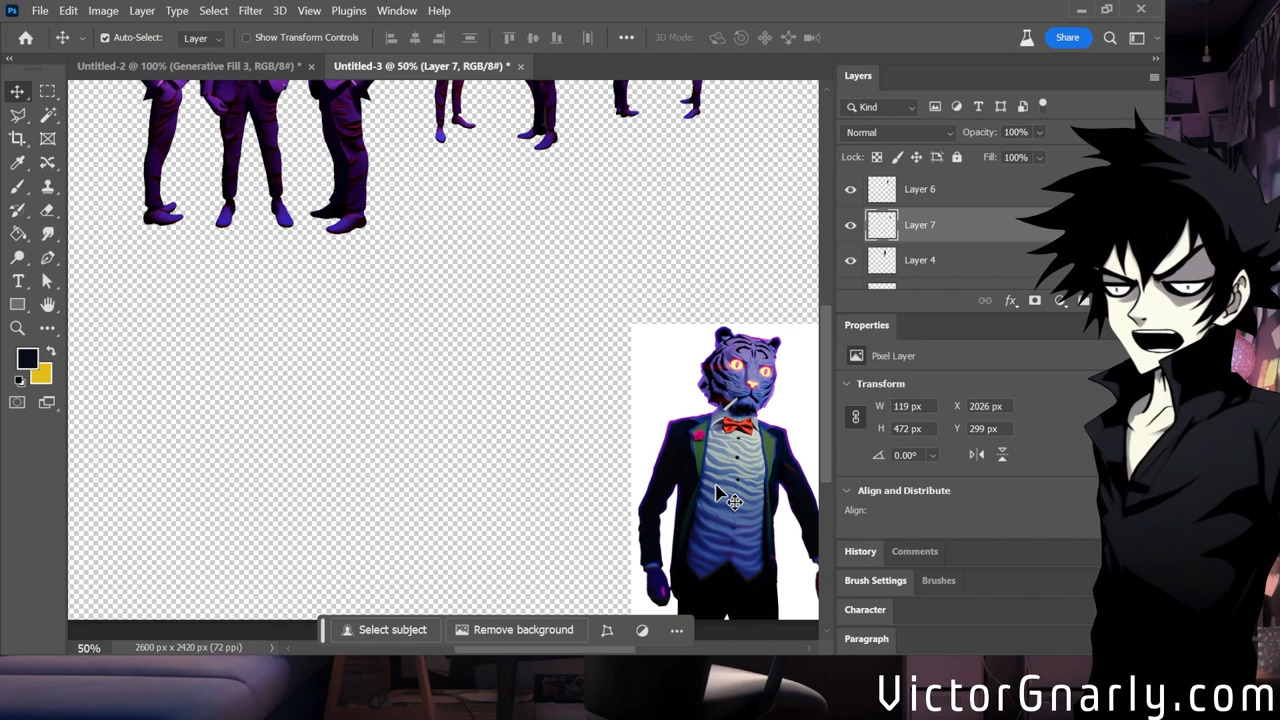 Ps File Edit Image Layer Type Select Filter 3D View Plugins Window Help
Auto-Select: Layer Show Transform Controls 3D Mode: Share
Untitled-2 @ 100% (Generative Fill 3, RGB/8#) * Untitled-3 @ 50% (Layer 7, RGB/8#) *
Layers
Kind
Normal Opacity: 100%
Lock: Fill: 100%
Layer 6
Layer 7
Layer 4
fx
Properties
Pixel Layer
Transform
W 119 px X 2026 px
H 472 px Y 299 px
0.00°
Align and Distribute
Align:
History Comments
Brush Settings Brushes
Character
Paragraph
Select subject Remove background
50% 2600 px x 2420 px (72 ppi)
VictorGnarly.com